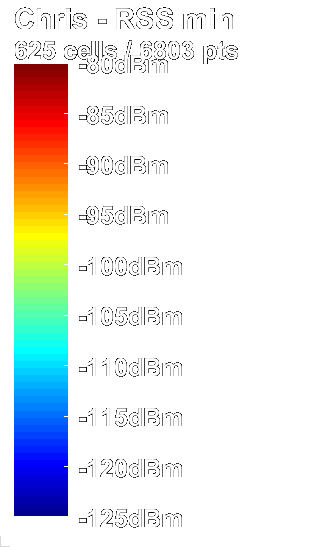 Chris - RSS min
625 cells / 6803 pts
-80dBm
-85dBm
-90dBm
-95dBm
-100dBm
-105dBm
-110dBm
-115dBm
-120dBm
-125dBm